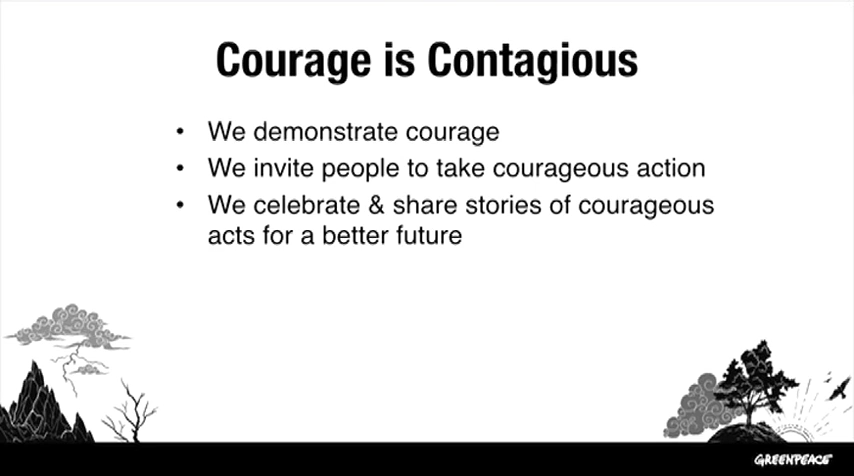 Courage is Contagious
• We demonstrate courage
• We invite people to take courageous action
• We celebrate & share stories of courageous
acts for a better future
GREENPEACE